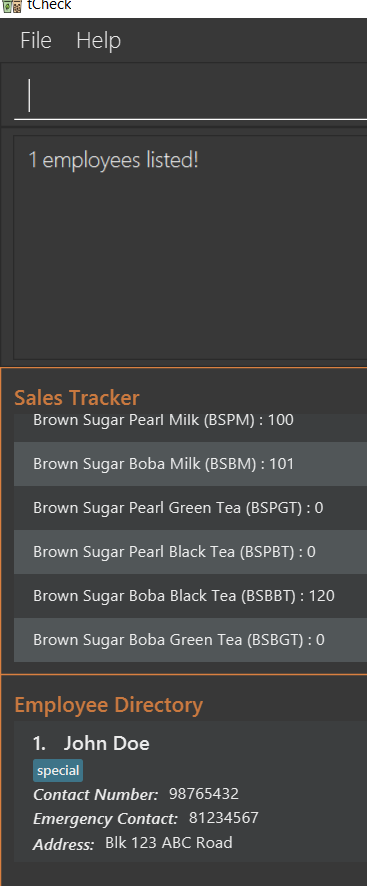 tCheck
File Help
1 employees listed!
Sales Tracker
Brown Sugar Pearl Milk (BSPM) : 100
Brown Sugar Boba Milk (BSBM) : 101
Brown Sugar Pearl Green Tea (BSPGT) : 0
Brown Sugar Pearl Black Tea (BSPBT) : 0
Brown Sugar Boba Black Tea (BSBBT) : 120
Brown Sugar Boba Green Tea (BSBGT) : 0
Employee Directory
1. John Doe
special
Contact Number: 98765432
Emergency Contact: 81234567
Address: Blk 123 ABC Road